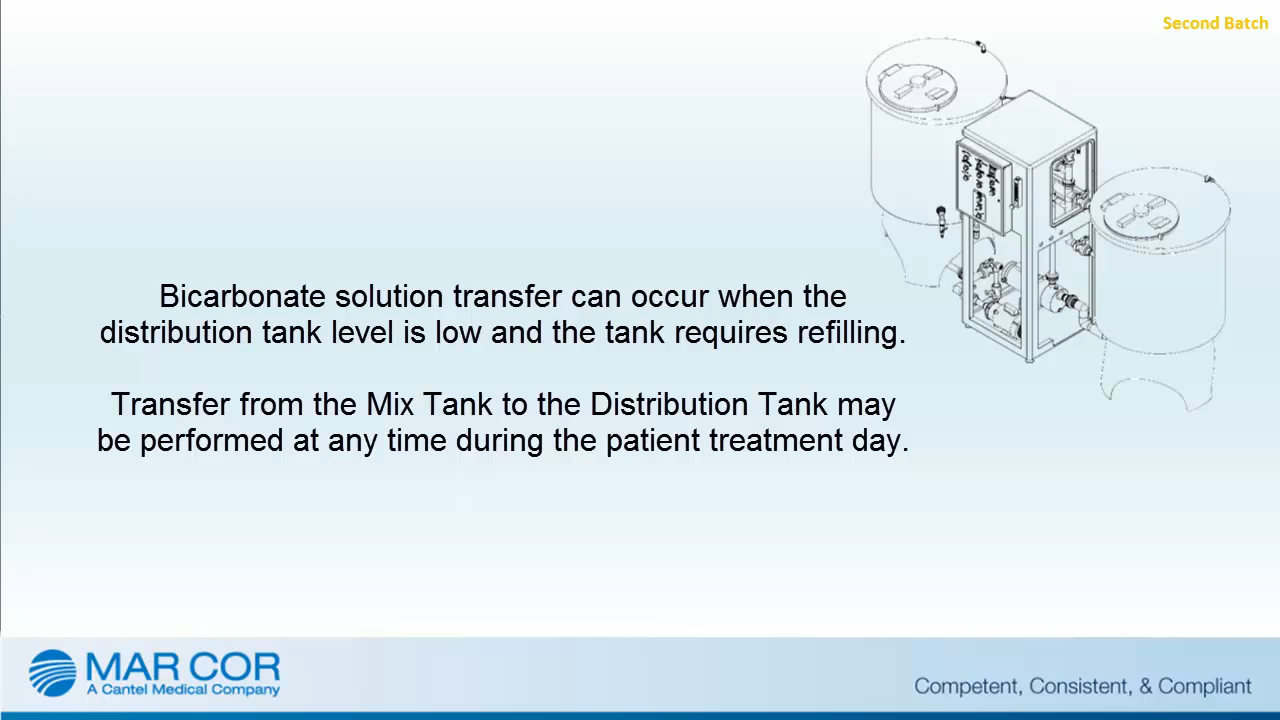 Second Batch
Bicarbonate solution transfer can occur when the
distribution tank level is low and the tank requires refilling.
Transfer from the Mix Tank to the Distribution Tank may
be performed at any time during the patient treatment day.
MAR COR
A Cantel Medical Company
Competent, Consistent, & Compliant